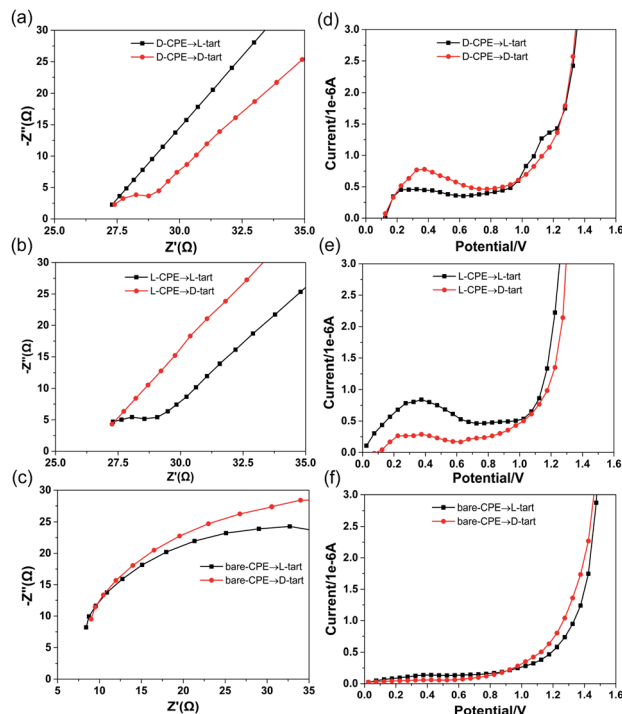 (a)
30
25
20
15
10
5
0
-Z"(Ω)
D-CPE→L-tart
D-CPE→D-tart
25.0
27.5
30.0
32.5
35.0
Z'(Ω)
(d)
3.0
2.5
2.0
1.5
1.0
0.5
0.0
Current/1e-6A
D-CPE→L-tart
D-CPE→D-tart
0.0 0.2 0.4 0.6 0.8 1.0 1.2 1.4 1.6
Potential/V
(b)
30
25
20
15
10
5
0
-Z"(Ω)
L-CPE→L-tart
L-CPE→D-tart
25.0
27.5
30.0
32.5
35.0
Z'(Ω)
(e)
3.0
2.5
2.0
1.5
1.0
0.5
0.0
Current/1e-6A
L-CPE→L-tart
L-CPE→D-tart
0.0 0.2 0.4 0.6 0.8 1.0 1.2 1.4 1.6
Potential/V
(c)
30
25
20
15
10
5
0
-Z"(Ω)
bare-CPE→L-tart
bare-CPE→D-tart
5 10 15 20 25 30 35
Z'(Ω)
(f)
3.0
2.5
2.0
1.5
1.0
0.5
0.0
Current/1e-6A
bare-CPE→L-tart
bare-CPE→D-tart
0.0 0.2 0.4 0.6 0.8 1.0 1.2 1.4 1.6
Potential/V